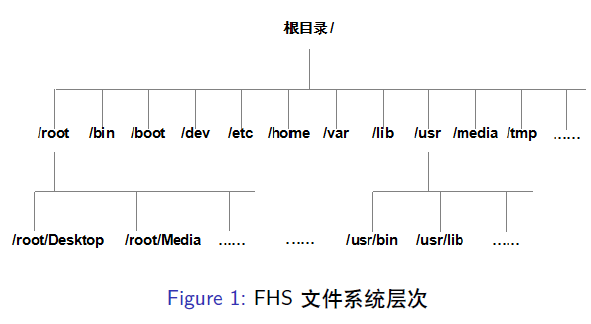 根目录/
/root /bin /boot /dev /etc /home /var /lib /usr /media /tmp ……
/root/Desktop /root/Media …… …… /usr/bin /usr/lib ……
Figure 1: FHS 文件系统层次